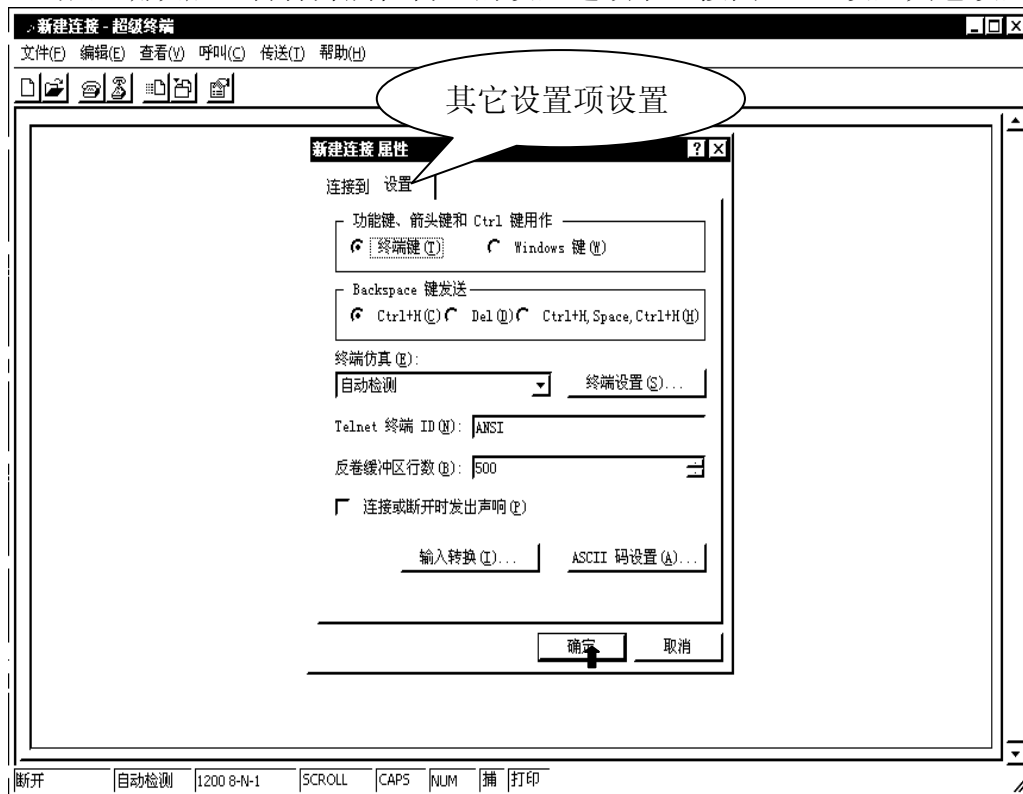 新建连接 - 超级终端
文件(F) 编辑(E) 查看(V) 呼叫(C) 传送(T) 帮助(H)
其它设置项设置
新建连接 属性
连接到 设置
功能键、箭头键和 Ctrl 键用作
终端键(T) Windows 键(W)
Backspace 键发送
Ctrl+H(C) Del(D) Ctrl+H,Space,Ctrl+H(H)
终端仿真(E):
自动检测 终端设置(S)...
Telnet 终端 ID(N): ANSI
反卷缓冲区行数(B): 500
连接或断开时发出声响(P)
输入转换(I)... ASCII 码设置(A)...
确定 取消
断开 自动检测 1200 8-N-1 SCROLL CAPS NUM 捕 打印